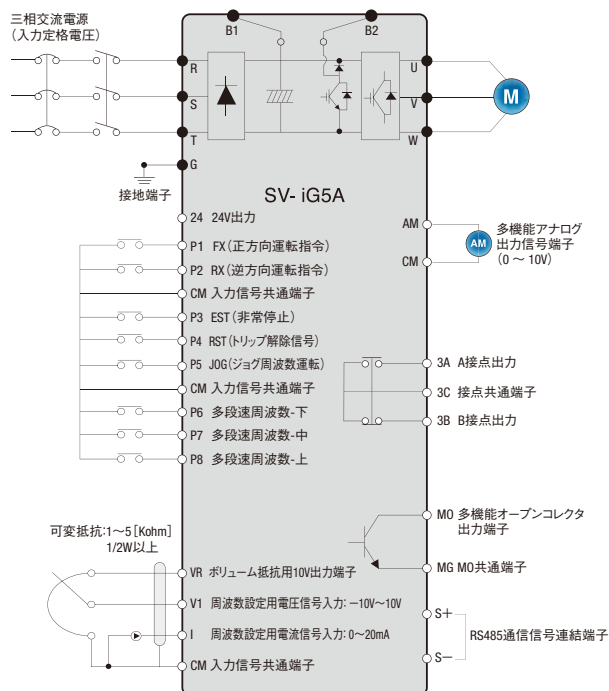 三相交流電源
（入力定格電圧）
B1
B2
R
S
T
G
U
V
W
M
接地端子
SV- iG5A
24 24V出力
P1 FX（正方向運転指令）
P2 RX（逆方向運転指令）
CM 入力信号共通端子
P3 EST（非常停止）
P4 RST（トリップ解除信号）
P5 JOG（ジョグ周波数運転）
CM 入力信号共通端子
P6 多段速周波数-下
P7 多段速周波数-中
P8 多段速周波数-上
AM
CM
AM
多機能アナログ
出力信号端子
（0 ～ 10V）
3A A接点出力
3C 接点共通端子
3B B接点出力
MO 多機能オープンコレクタ
出力端子
MG MO共通端子
可変抵抗:1～5［Kohm］
1/2W以上
VR ボリューム抵抗用10V出力端子
V1 周波数設定用電圧信号入力：－10V～10V
I 周波数設定用電流信号入力：0～20mA
CM 入力信号共通端子
S＋
S－
RS485通信信号連結端子